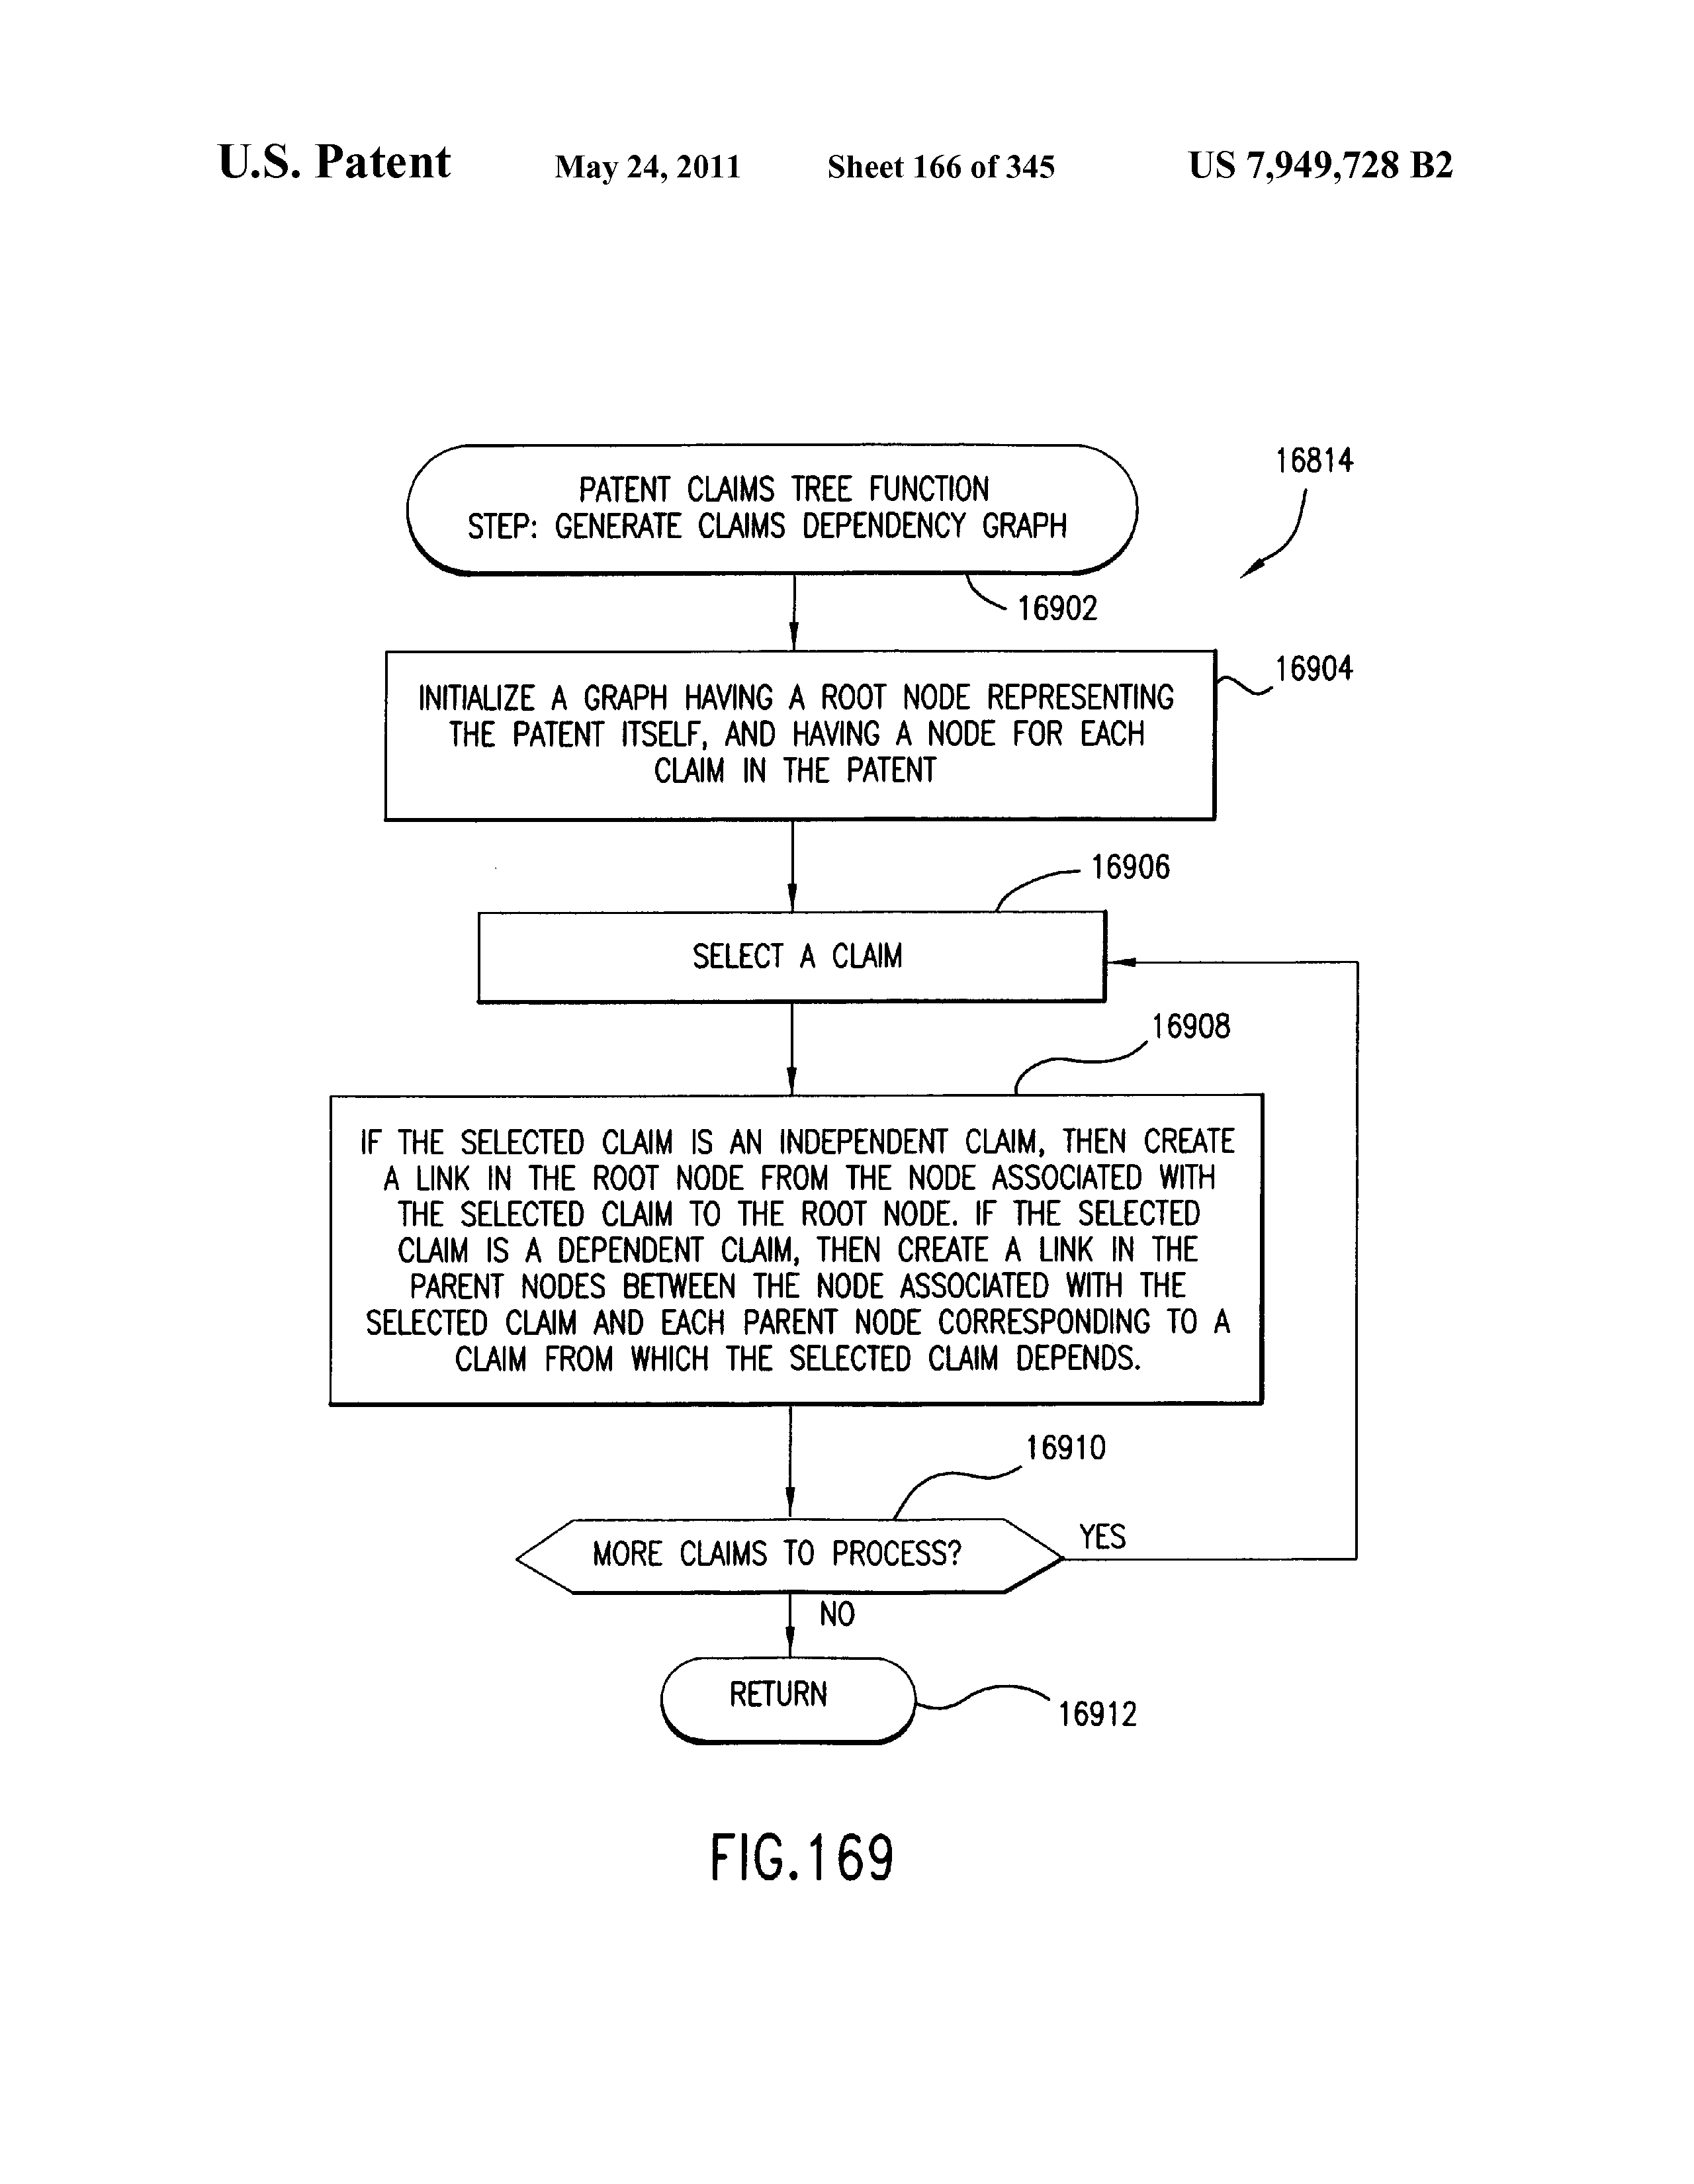 U.S. Patent May 24, 2011 Sheet 166 of 345 US 7,949,728 B2
16814
PATENT CLAIMS TREE FUNCTION
STEP: GENERATE CLAIMS DEPENDENCY GRAPH
16902
16904
INITIALIZE A GRAPH HAVING A ROOT NODE REPRESENTING
THE PATENT ITSELF, AND HAVING A NODE FOR EACH
CLAIM IN THE PATENT
16906
SELECT A CLAIM
16908
IF THE SELECTED CLAIM IS AN INDEPENDENT CLAIM, THEN CREATE
A LINK IN THE ROOT NODE FROM THE NODE ASSOCIATED WITH
THE SELECTED CLAIM TO THE ROOT NODE. IF THE SELECTED
CLAIM IS A DEPENDENT CLAIM, THEN CREATE A LINK IN THE
PARENT NODES BETWEEN THE NODE ASSOCIATED WITH THE
SELECTED CLAIM AND EACH PARENT NODE CORRESPONDING TO A
CLAIM FROM WHICH THE SELECTED CLAIM DEPENDS.
16910
MORE CLAIMS TO PROCESS?
YES
NO
RETURN
16912
FIG.169